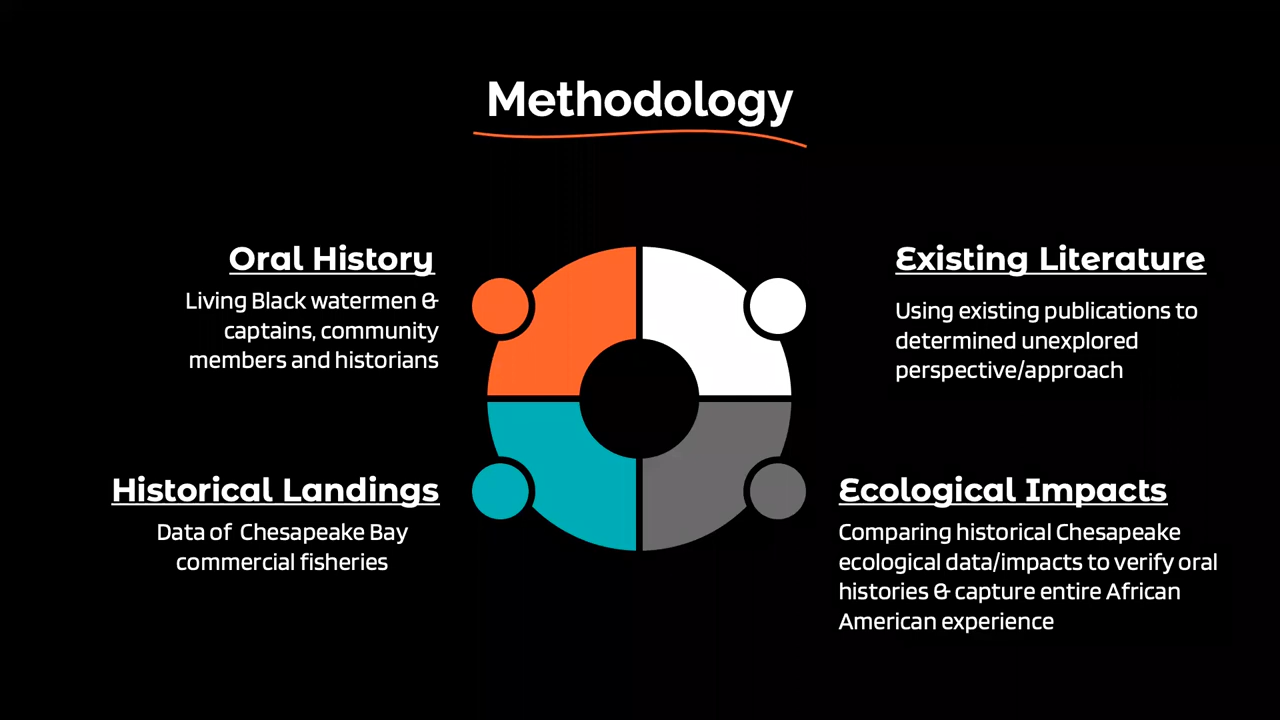 Methodology
Oral History
Living Black watermen &
captains, community
members and historians
Existing Literature
Using existing publications to
determined unexplored
perspective/approach
Historical Landings
Data of Chesapeake Bay
commercial fisheries
Ecological Impacts
Comparing historical Chesapeake
ecological data/impacts to verify oral
histories & capture entire African
American experience